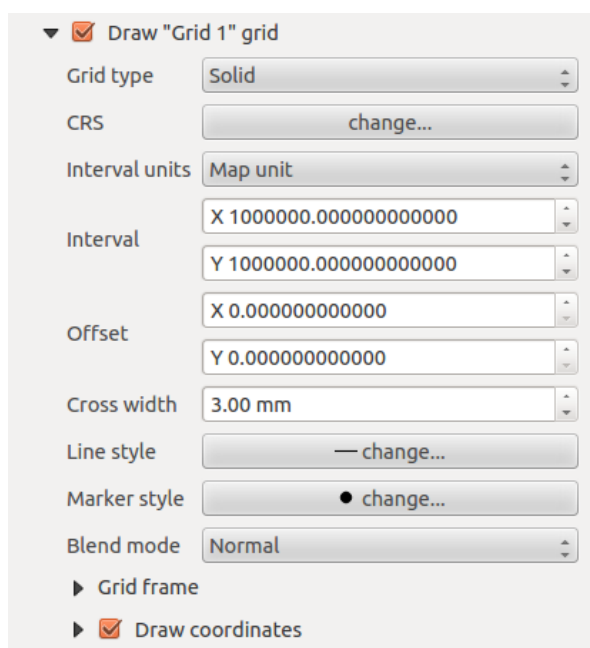 Draw "Grid 1" grid
Grid type Solid
CRS change...
Interval units Map unit
Interval
X 1000000.000000000000
Y 1000000.000000000000
Offset
X 0.000000000000
Y 0.000000000000
Cross width 3.00 mm
Line style change...
Marker style change...
Blend mode Normal
Grid frame
Draw coordinates